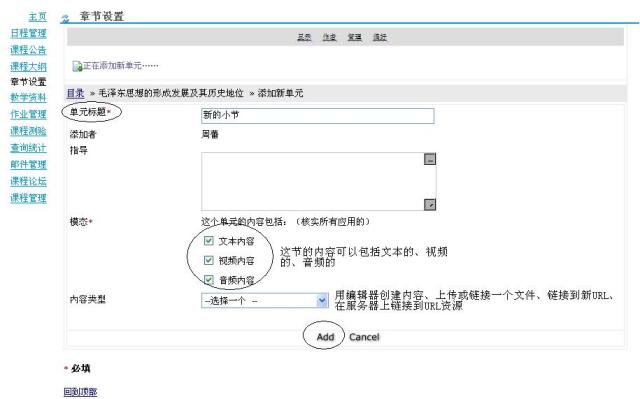 主页
日程管理
课程公告
课程大纲
章节设置
教学资料
作业管理
课程测验
查询统计
邮件管理
课程论坛
课程管理
章节设置
正在添加新单元……
目录 » 毛泽东思想的形成发展及其历史地位 » 添加新单元
单元标题* 新的小节
添加者 周蕾
指导
模态* 这个单元的内容包括：（核实所有应用的）
文本内容
视频内容
音频内容
这节的内容可以包括文本的、视频
的、音频的
内容类型 --选择一个 --
用编辑器创建内容、上传或链接一个文件、链接到新URL、
在服务器上链接到URL资源
Add Cancel
* 必填
回到顶部